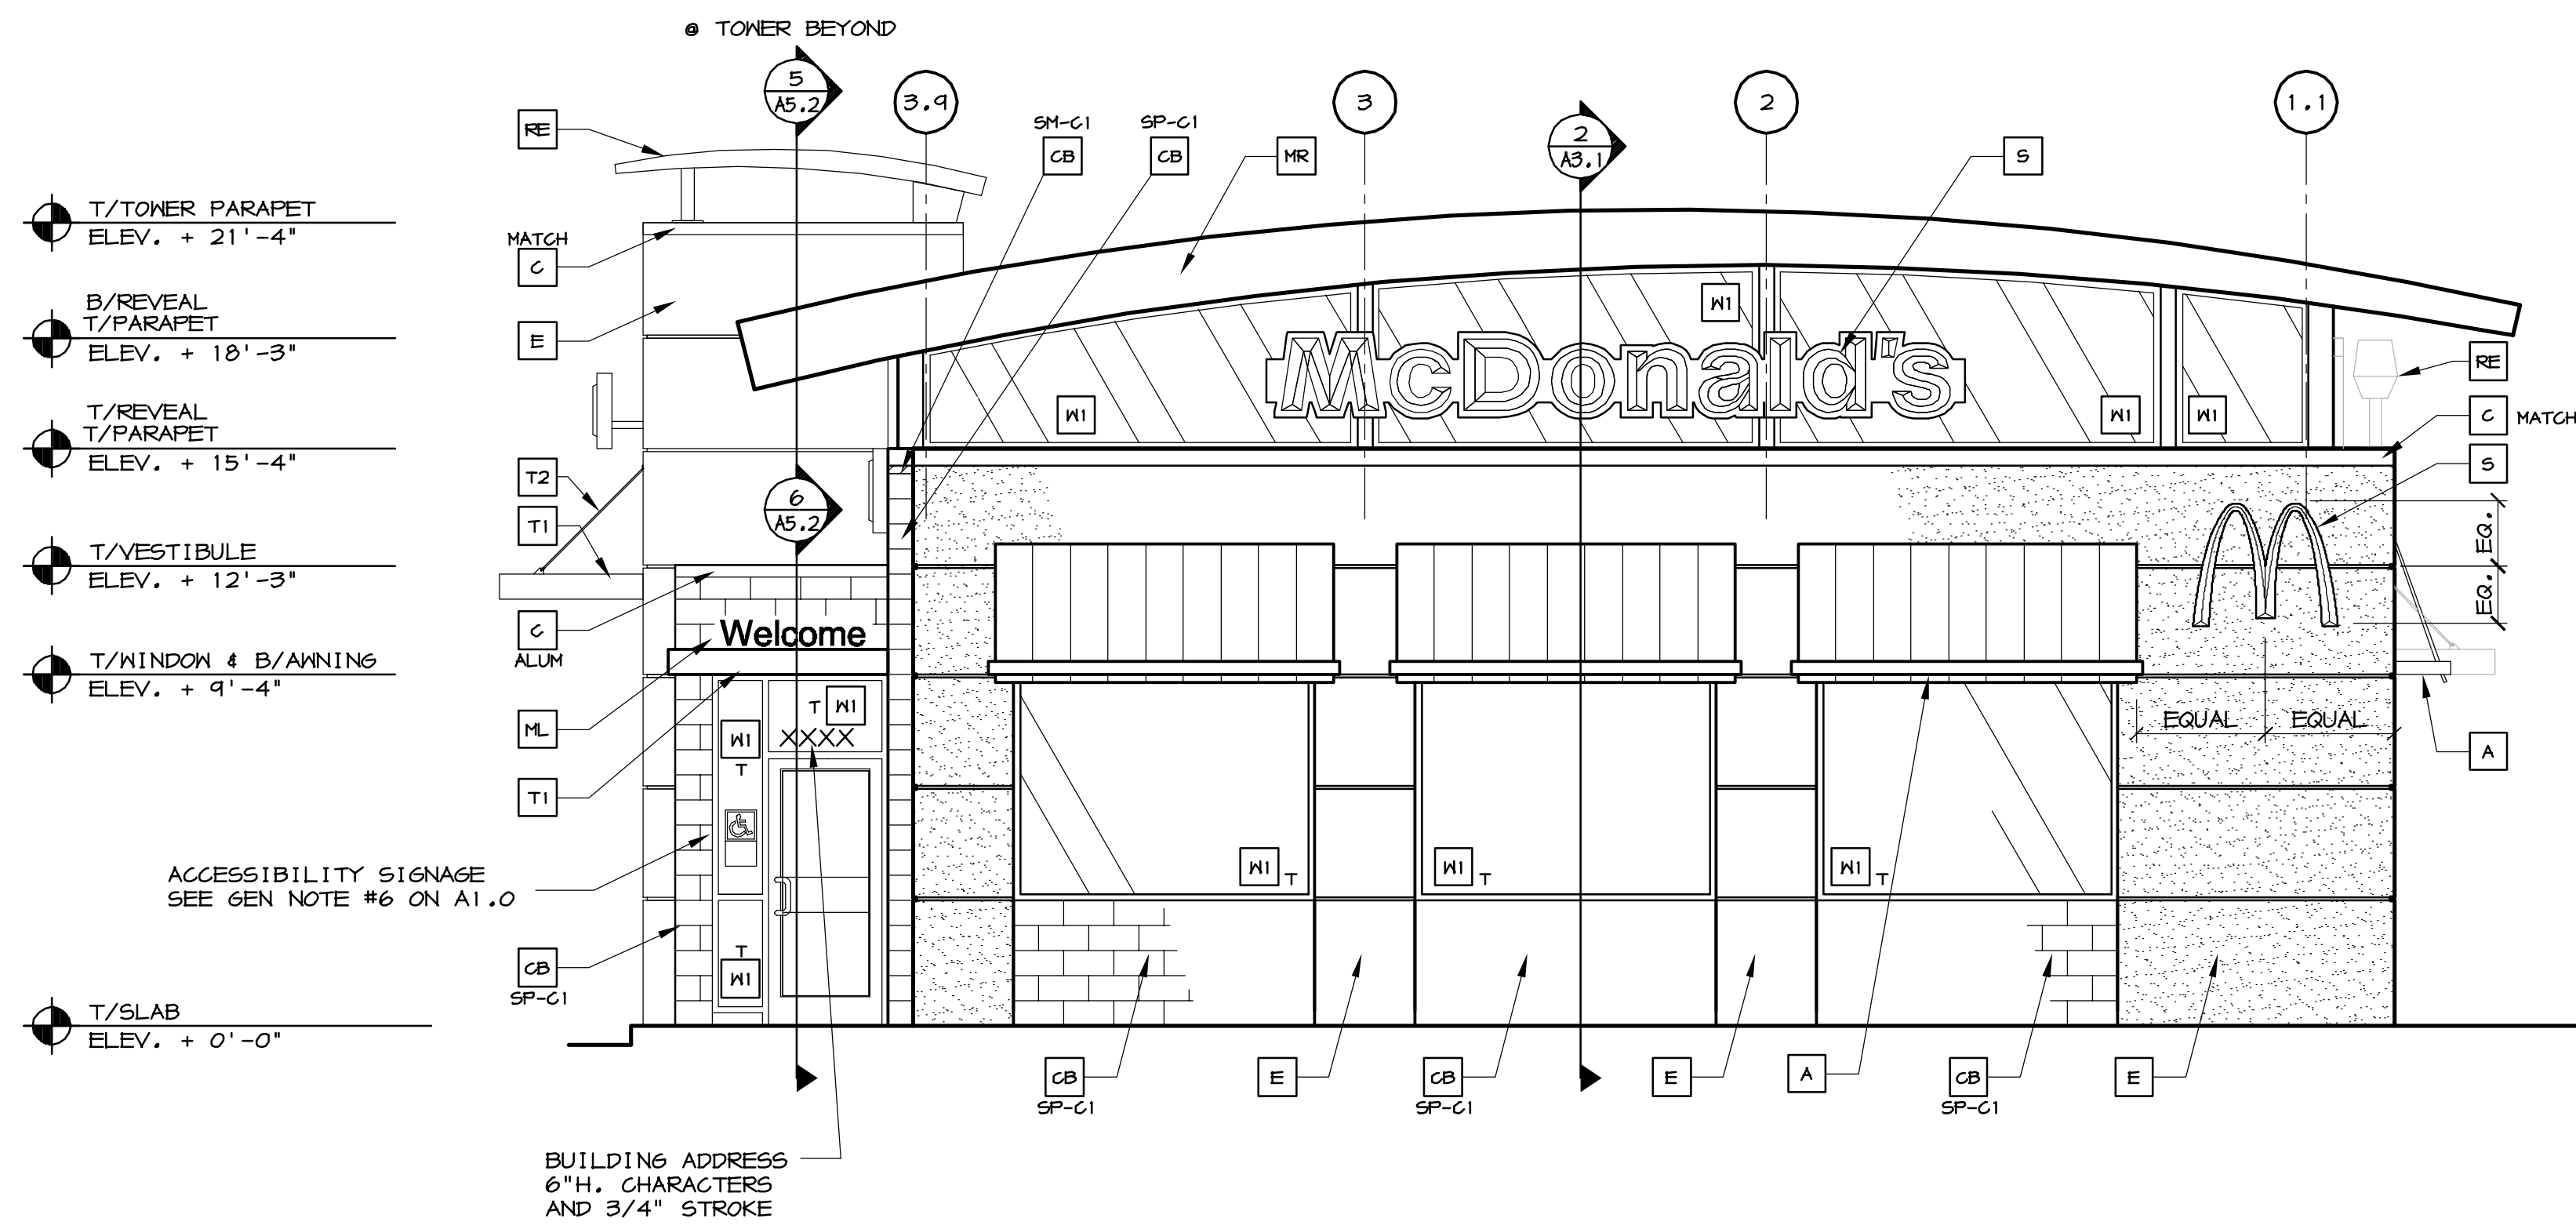 @ TOWER BEYOND
5
A5.2
3.9
3
2
1.1
2
A3.1
RE
SM-C1
CB
SP-C1
CB
MR
S
T/TOWER PARAPET
ELEV. + 21'-4"
MATCH
C
B/REVEAL
T/PARAPET
ELEV. + 18'-3"
E
W1
McDonald's
RE
W1
W1
W1
C MATCH
T/REVEAL
T/PARAPET
ELEV. + 15'-4"
S
T2
T1
6
A5.2
EQ.
EQ.
T/VESTIBULE
ELEV. + 12'-3"
C
ALUM
Welcome
T/WINDOW & B/AWNING
ELEV. + 9'-4"
ML
T W1
XXXX
W1
T
EQUAL
EQUAL
A
T1
W1 T
W1 T
W1 T
ACCESSIBILITY SIGNAGE
SEE GEN NOTE #6 ON A1.0
CB
SP-C1
T
W1
T/SLAB
ELEV. + 0'-0"
CB
SP-C1
E
CB
SP-C1
E
A
CB
SP-C1
E
BUILDING ADDRESS
6"H. CHARACTERS
AND 3/4" STROKE